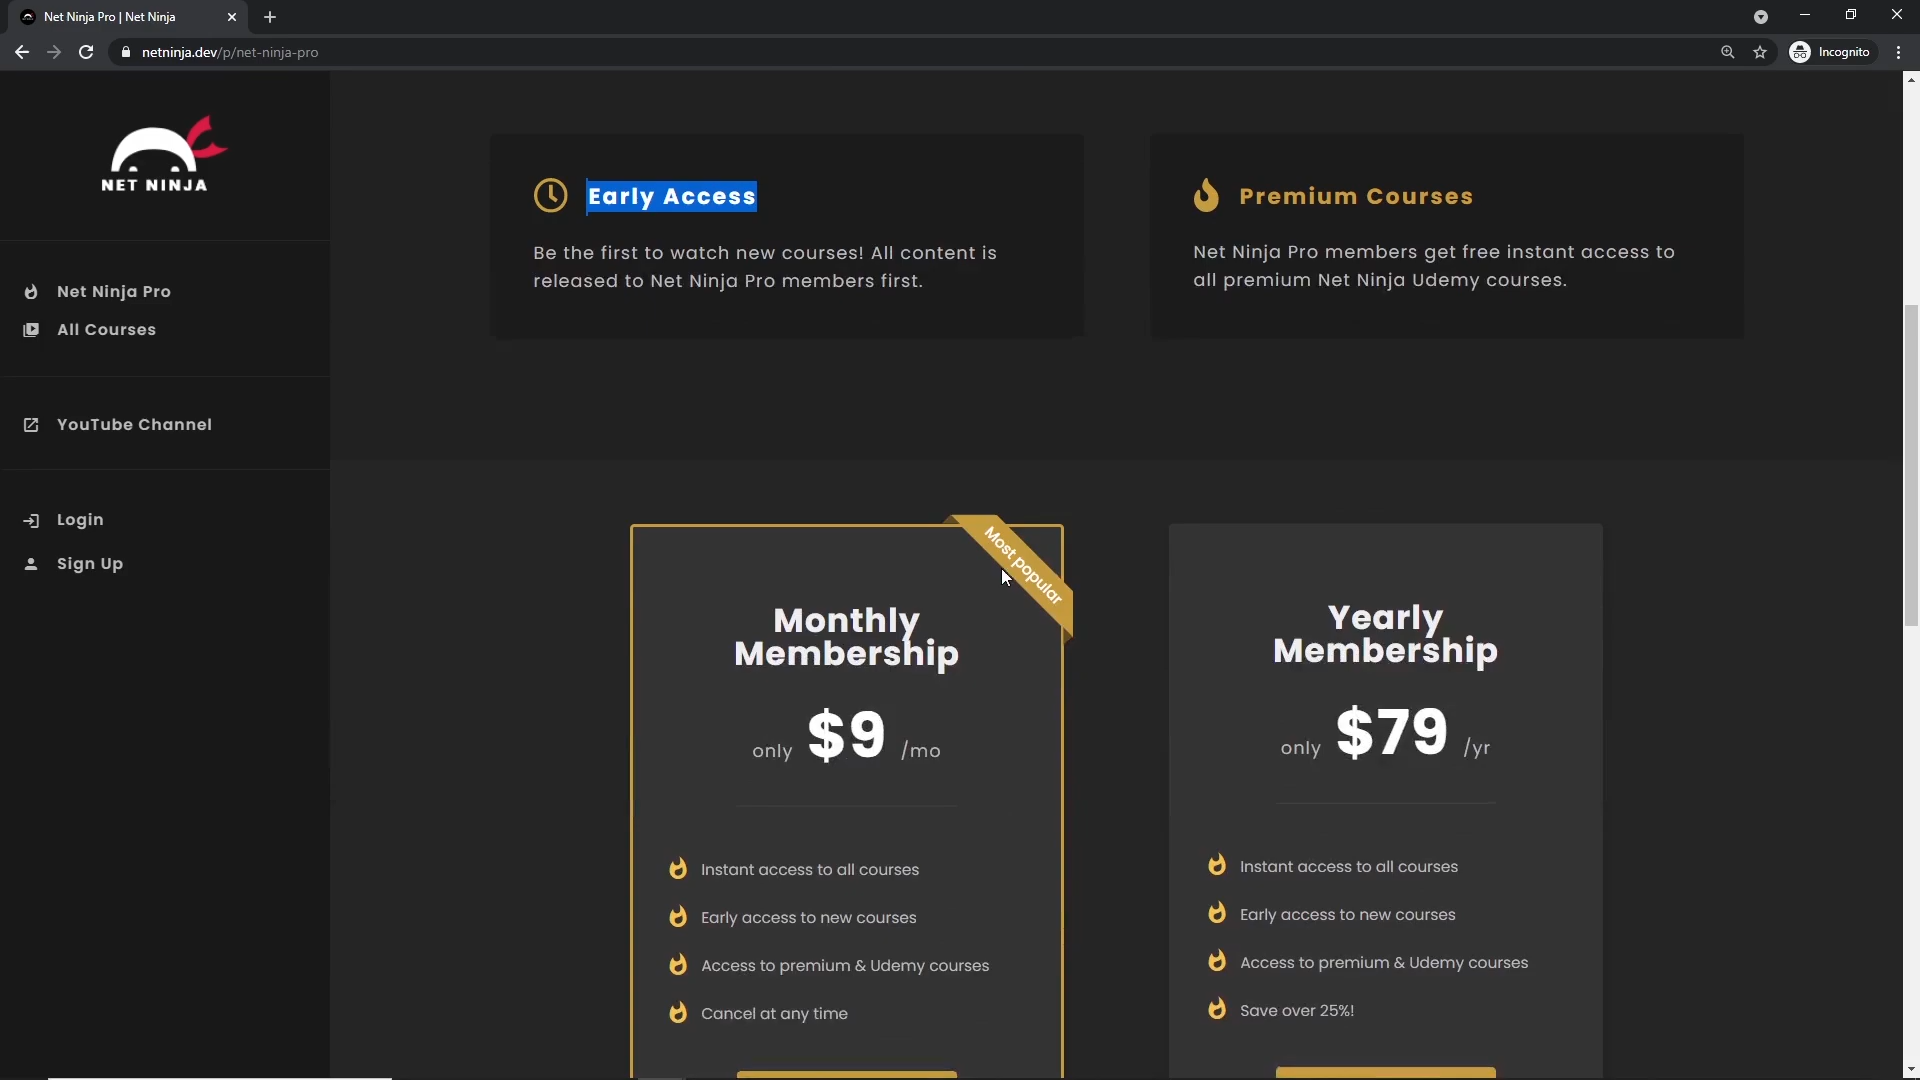 Net Ninja Pro | Net Ninja
netninja.dev/p/net-ninja-pro
Incognito
NET NINJA
Net Ninja Pro
All Courses
YouTube Channel
Login
Sign Up
Early Access
Be the first to watch new courses! All content is
released to Net Ninja Pro members first.
Premium Courses
Net Ninja Pro members get free instant access to
all premium Net Ninja Udemy courses.
Most popular
Monthly
Membership
only $9 /mo
Instant access to all courses
Early access to new courses
Access to premium & Udemy courses
Cancel at any time
Yearly
Membership
only $79 /yr
Instant access to all courses
Early access to new courses
Access to premium & Udemy courses
Save over 25%!